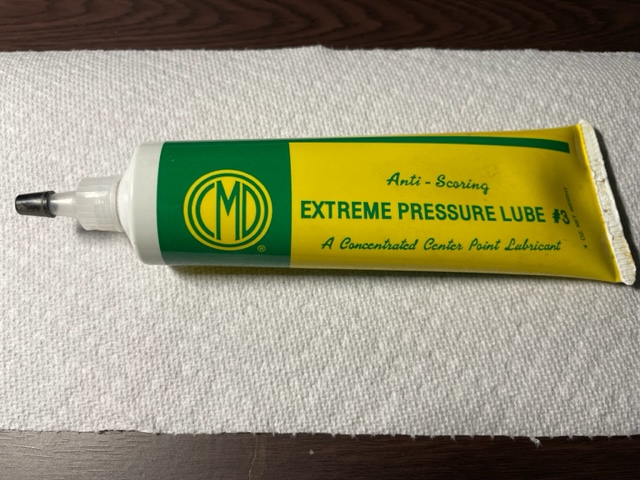 CMD
®
Anti-Scoring
EXTREME PRESSURE LUBE #3
A Concentrated Center Point Lubricant